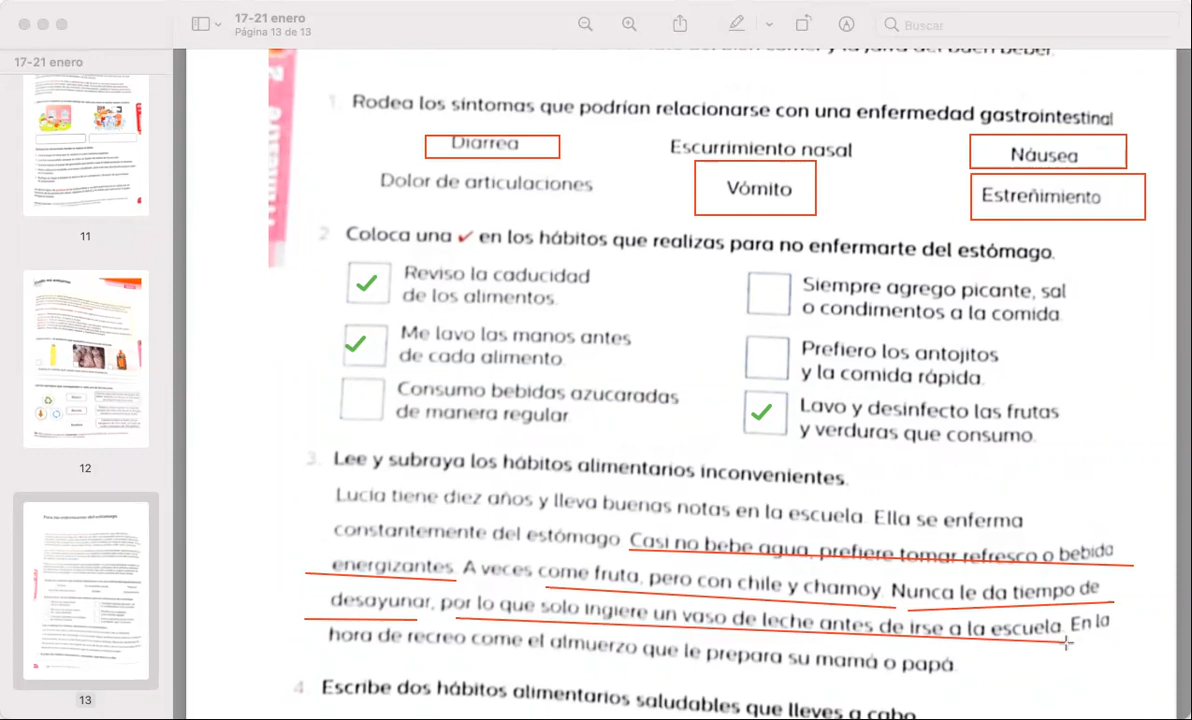 17-21 enero
Página 13 de 13
Buscar
17-21 enero
11
12
13
1 Rodea los síntomas que podrían relacionarse con una enfermedad gastrointestinal
Diarrea Escurrimiento nasal Náusea
Dolor de articulaciones Vómito Estreñimiento
2 Coloca una ✓ en los hábitos que realizas para no enfermarte del estómago.
Reviso la caducidad
de los alimentos.
Siempre agrego picante, sal
o condimentos a la comida
Me lavo las manos antes
de cada alimento
Prefiero los antojitos
y la comida rápida.
Consumo bebidas azucaradas
de manera regular
Lavo y desinfecto las frutas
y verduras que consumo
3 Lee y subraya los hábitos alimentarios inconvenientes.
Lucía tiene diez años y lleva buenas notas en la escuela. Ella se enferma
constantemente del estómago. Casi no bebe agua, prefiere tomar refresco o bebida
energizantes. A veces come fruta, pero con chile y chamoy. Nunca le da tiempo de
desayunar, por lo que solo ingiere un vaso de leche antes de irse a la escuela. En la
hora de recreo come el almuerzo que le prepara su mamá o papá
4 Escribe dos hábitos alimentarios saludables que lleves a cabo